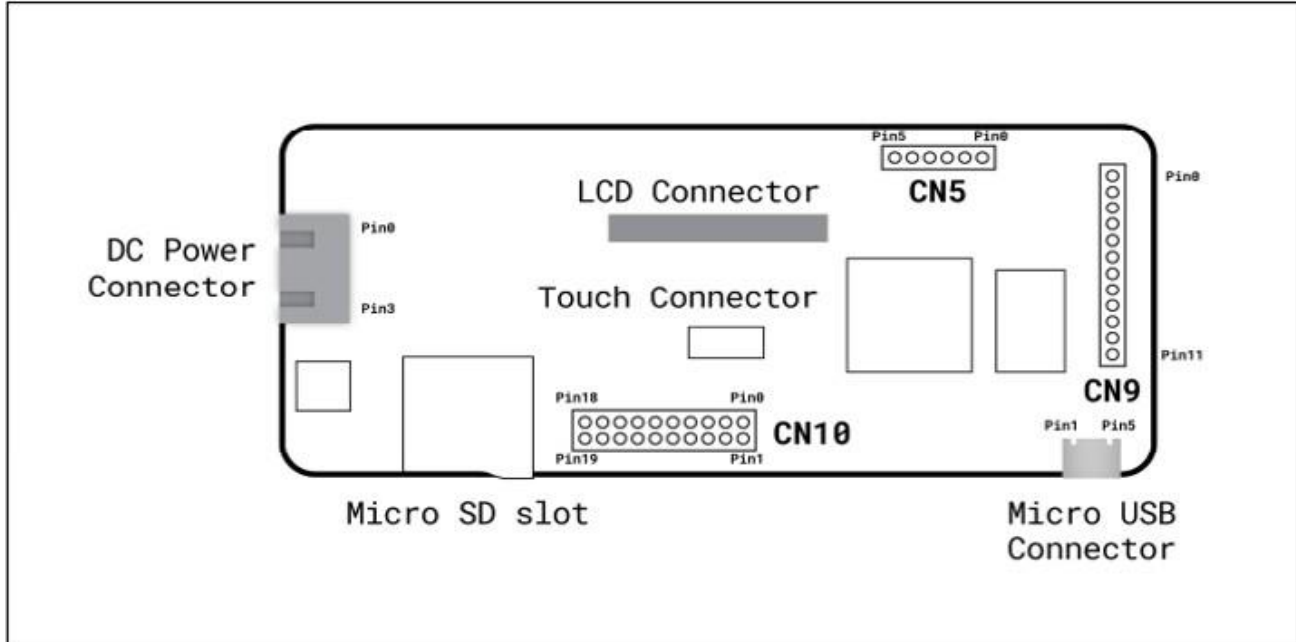 Pin5
Pin0
CN5
LCD Connector
Pin0
Pin0
DC Power
Connector
Touch Connector
Pin3
Pin11
CN9
Pin18
Pin0
CN10
Pin1
Pin5
Pin19
Pin1
Micro SD slot
Micro USB
Connector